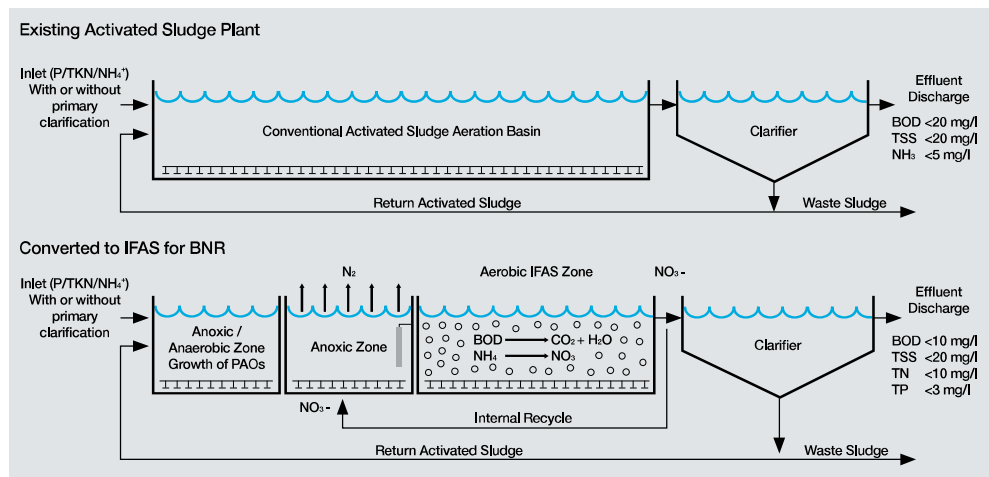 Existing Activated Sludge Plant
Inlet (P/TKN/NH₄⁺)
With or without
primary
clarification
Conventional Activated Sludge Aeration Basin
Clarifier
Effluent
Discharge
BOD <20 mg/l
TSS <20 mg/l
NH₃ <5 mg/l
Return Activated Sludge
Waste Sludge
Converted to IFAS for BNR
Inlet (P/TKN/NH₄⁺)
With or without
primary
clarification
Anoxic /
Anaerobic Zone
Growth of PAOs
N₂
Anoxic Zone
Aerobic IFAS Zone
NO₃-
BOD CO₂ + H₂O
NH₄ NO₃
Clarifier
Effluent
Discharge
BOD <10 mg/l
TSS <20 mg/l
TN <10 mg/l
TP <3 mg/l
NO₃-
Internal Recycle
Return Activated Sludge
Waste Sludge